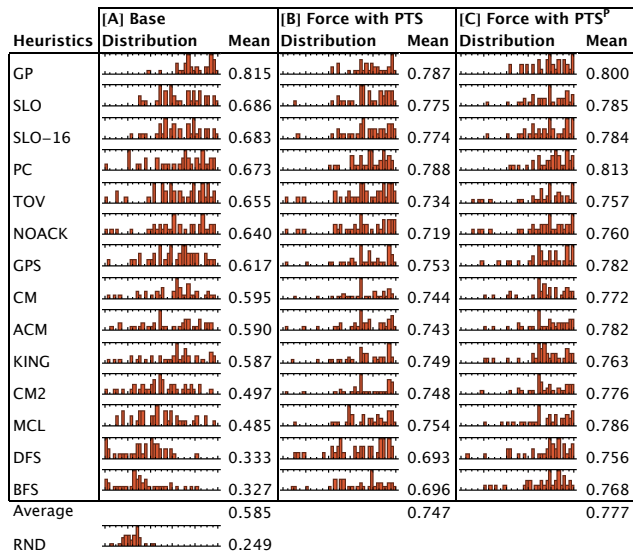 [A] Base [B] Force with PTS [C] Force with PTSᴾ
Heuristics Distribution Mean Distribution Mean Distribution Mean
GP 0.815 0.787 0.800
SLO 0.686 0.775 0.785
SLO−16 0.683 0.774 0.784
PC 0.673 0.788 0.813
TOV 0.655 0.734 0.757
NOACK 0.640 0.719 0.760
GPS 0.617 0.753 0.782
CM 0.595 0.744 0.772
ACM 0.590 0.743 0.782
KING 0.587 0.749 0.763
CM2 0.497 0.748 0.776
MCL 0.485 0.754 0.786
DFS 0.333 0.693 0.756
BFS 0.327 0.696 0.768
Average 0.585 0.747 0.777
RND 0.249